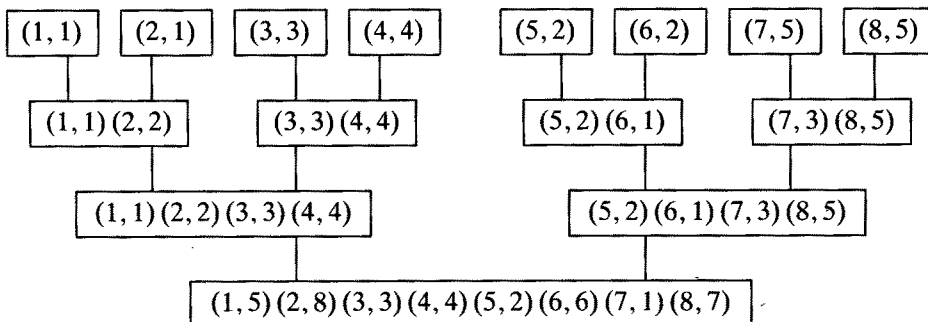 (1, 1) (2, 1) (3, 3) (4, 4) (5, 2) (6, 2) (7, 5) (8, 5)
(1, 1) (2, 2) (3, 3) (4, 4) (5, 2) (6, 1) (7, 3) (8, 5)
(1, 1) (2, 2) (3, 3) (4, 4) (5, 2) (6, 1) (7, 3) (8, 5)
(1, 5) (2, 8) (3, 3) (4, 4) (5, 2) (6, 6) (7, 1) (8, 7)